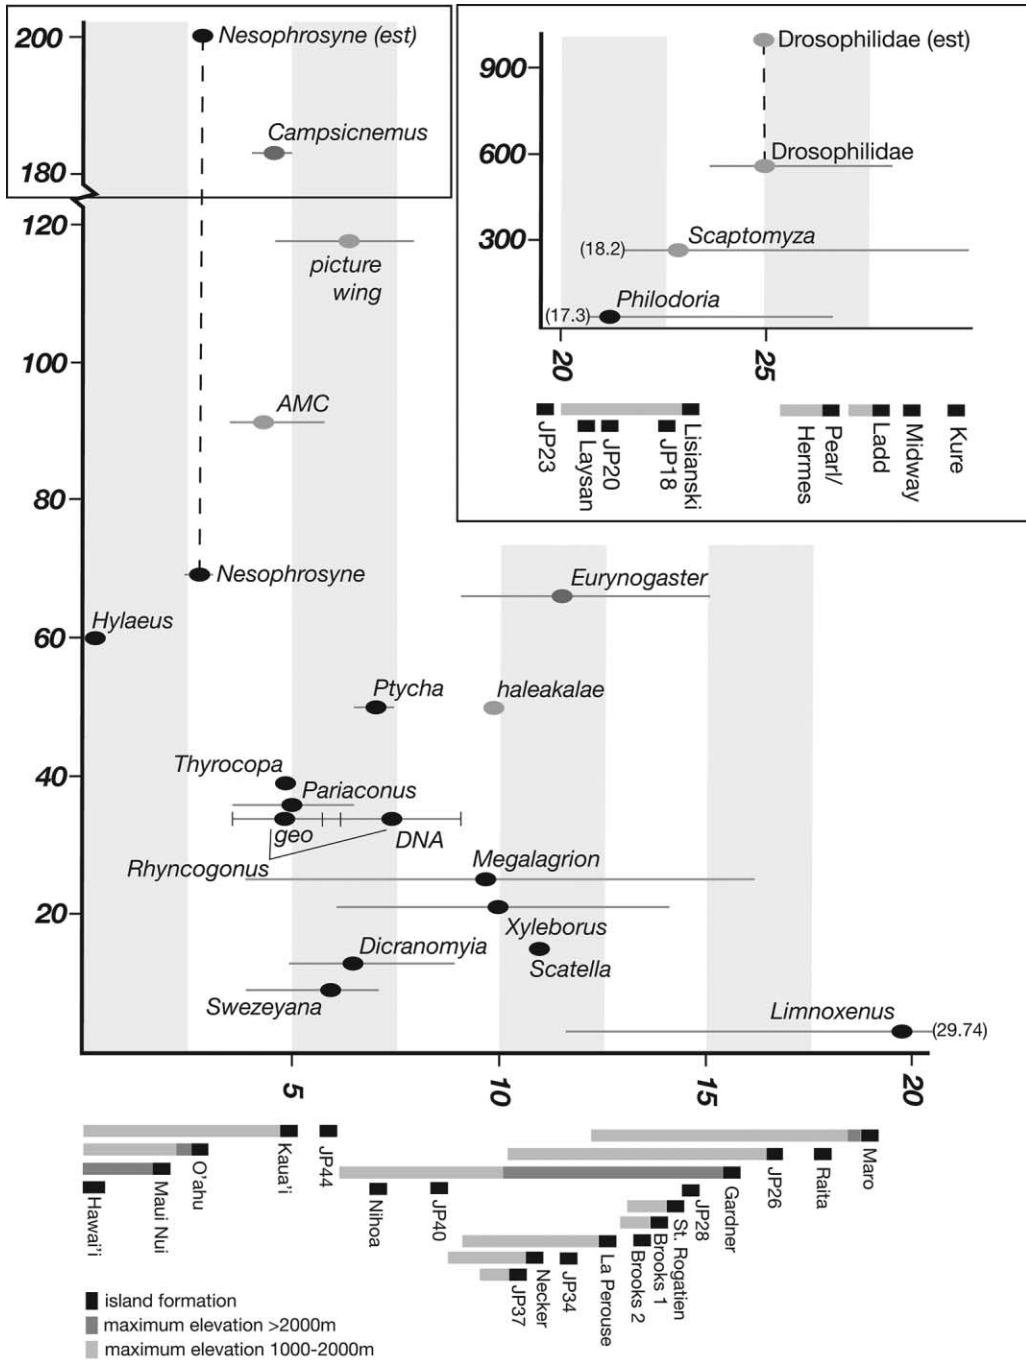 200
Nesophrosyne (est)
Campsicnemus
180
120
picture
wing
100
AMC
80
Nesophrosyne
Hylaeus
60
Eurynogaster
Ptycha
haleakalae
Thyrocopa
40
Pariaconus
geo
DNA
Rhyncogonus
Megalagrion
20
Xyleborus
Scatella
Dicranomyia
Swezeyana
Limnoxenus
(29.74)
5
10
15
20
900
Drosophilidae (est)
600
Drosophilidae
300
Scaptomyza
(18.2)
Philodoria
(17.3)
20
25
JP23
Laysan
JP20
JP18
Lisianski
Pearl/
Hermes
Ladd
Midway
Kure
Hawai'i
Maui Nui
O'ahu
Kaua'i
JP44
Nihoa
JP40
JP37
Necker
JP34
La Perouse
Brooks 2
Brooks 1
St. Rogatien
JP28
Gardner
JP26
Raita
Maro
island formation
maximum elevation >2000m
maximum elevation 1000-2000m